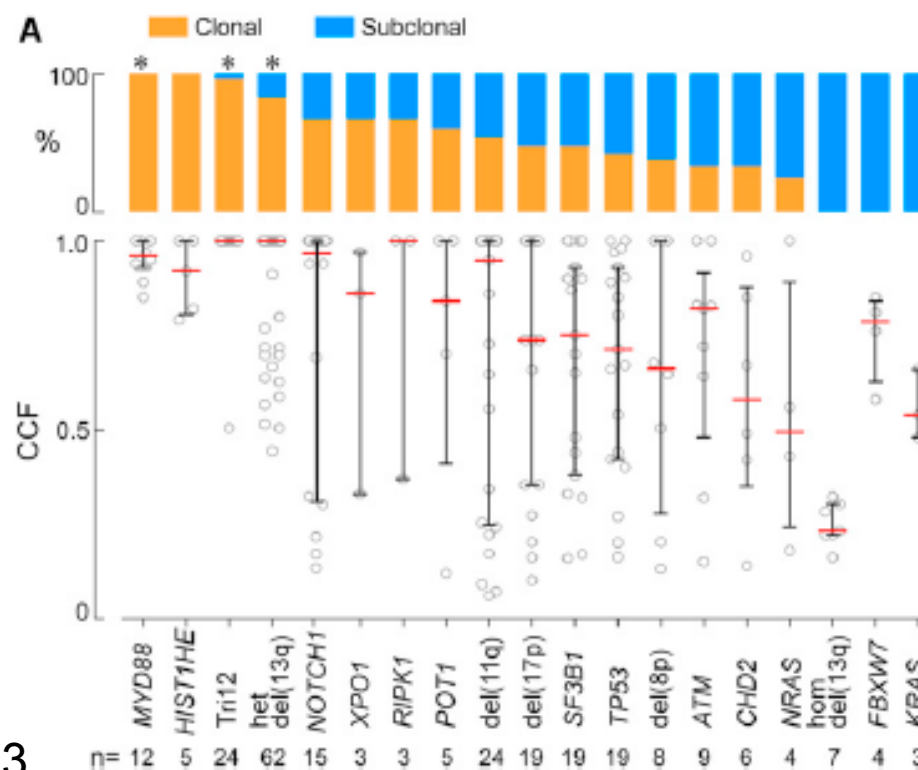 A
Clonal Subclonal
* * *
100
%
0
1.0
CCF
0.5
0
MYD88 HIST1HE Tri12 het del(13q) NOTCH1 XPO1 RIPK1 POT1 del(11q) del(17p) SF3B1 TP53 del(8p) ATM CHD2 NRAS hom del(13q) FBXW7 KRAS
n= 12 5 24 62 15 3 3 5 24 19 19 19 8 9 6 4 7 4
3